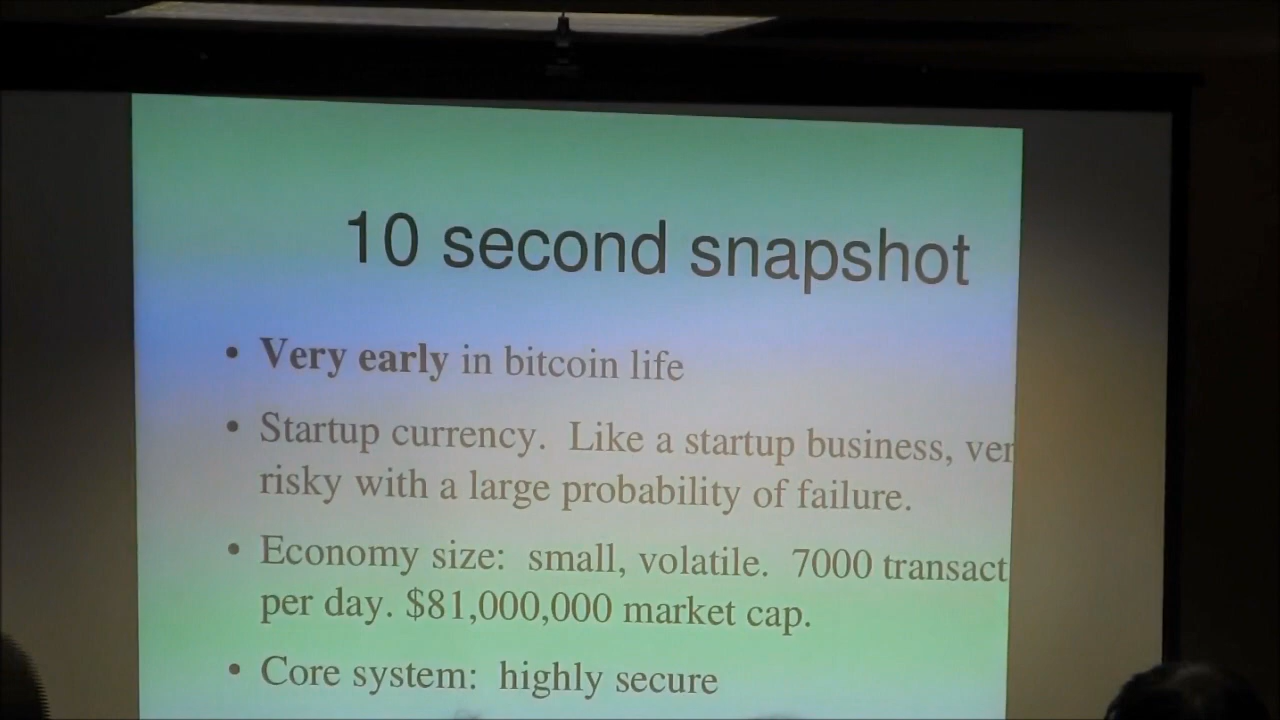 10 second snapshot
• Very early in bitcoin life
• Startup currency.  Like a startup business, ver
risky with a large probability of failure.
• Economy size:  small, volatile.  7000 transact
per day. $81,000,000 market cap.
• Core system:  highly secure